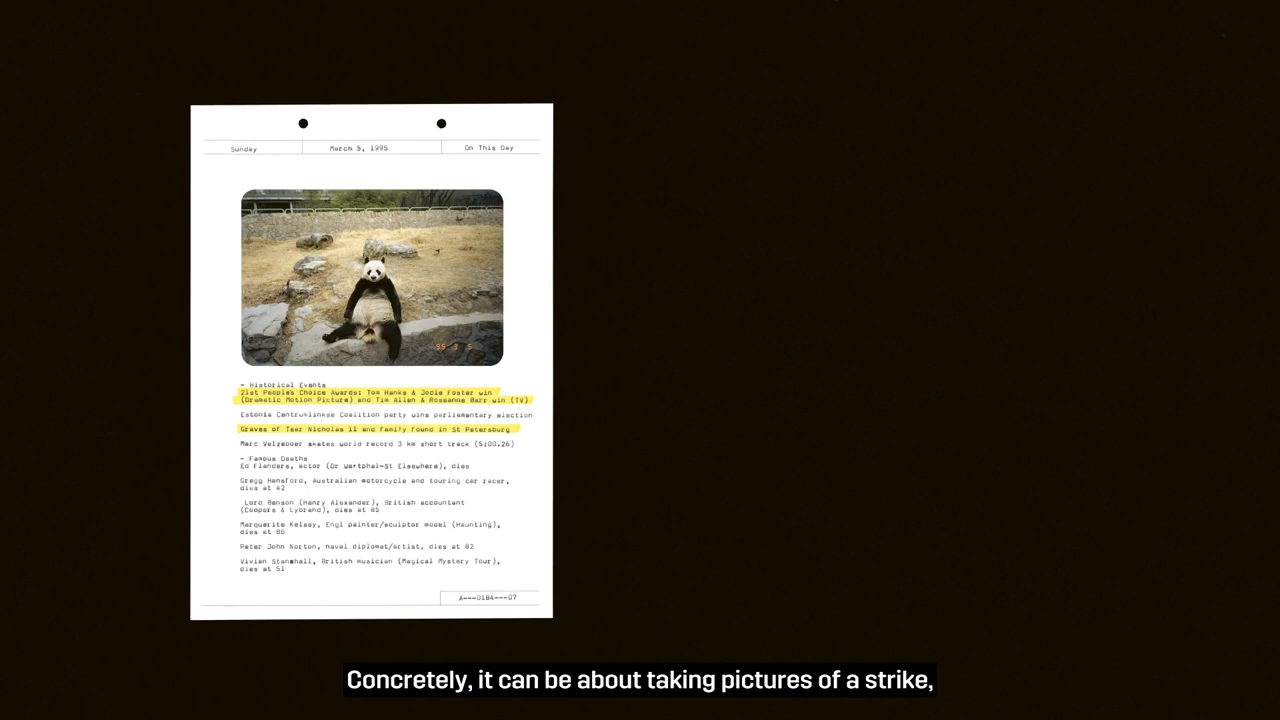 Sunday
March 5, 1995
On This Day
95 3 5
- Historical Events
21st People's Choice Awards: Tom Hanks & Jodie Foster win
(Dramatic Motion Picture) and Tim Allen & Roseanne Barr win (TV)
Estonia Centrumlinkse Coalition party wins parliamentary election
Graves of Tsar Nicholas II and family found in St Petersburg
Marc Velzeboer skates world record 3 km short track (5:00.26)
- Famous Deaths
Ed Flanders, actor (Dr Westphal-St Elsewhere), dies
Gregg Hansford, Australian motorcycle and touring car racer,
dies at 42
Lord Benson (Henry Alexander), British accountant
(Coopers & Lybrand), dies at 85
Marguerite Kelsey, Engl painter/sculptor model (Haunting),
dies at 86
Peter John Norton, naval diplomat/artist, dies at 82
Vivian Stanshall, British musician (Magical Mystery Tour),
dies at 51
A---0184---07
Concretely, it can be about taking pictures of a strike,